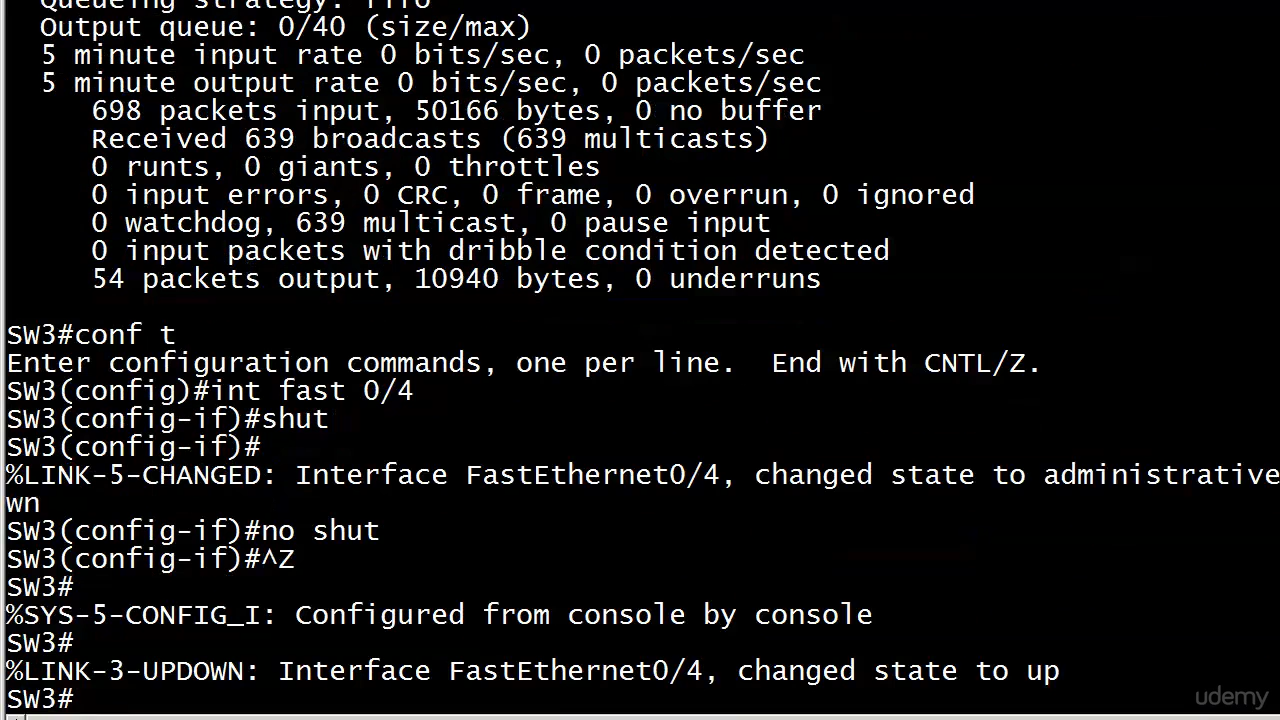 Queueing strategy: fifo
Output queue: 0/40 (size/max)
5 minute input rate 0 bits/sec, 0 packets/sec
5 minute output rate 0 bits/sec, 0 packets/sec
698 packets input, 50166 bytes, 0 no buffer
Received 639 broadcasts (639 multicasts)
0 runts, 0 giants, 0 throttles
0 input errors, 0 CRC, 0 frame, 0 overrun, 0 ignored
0 watchdog, 639 multicast, 0 pause input
0 input packets with dribble condition detected
54 packets output, 10940 bytes, 0 underruns
SW3#conf t
Enter configuration commands, one per line.  End with CNTL/Z.
SW3(config)#int fast 0/4
SW3(config-if)#shut
SW3(config-if)#
%LINK-5-CHANGED: Interface FastEthernet0/4, changed state to administrative
wn
SW3(config-if)#no shut
SW3(config-if)#^Z
SW3#
%SYS-5-CONFIG_I: Configured from console by console
SW3#
%LINK-3-UPDOWN: Interface FastEthernet0/4, changed state to up
SW3#
udemy